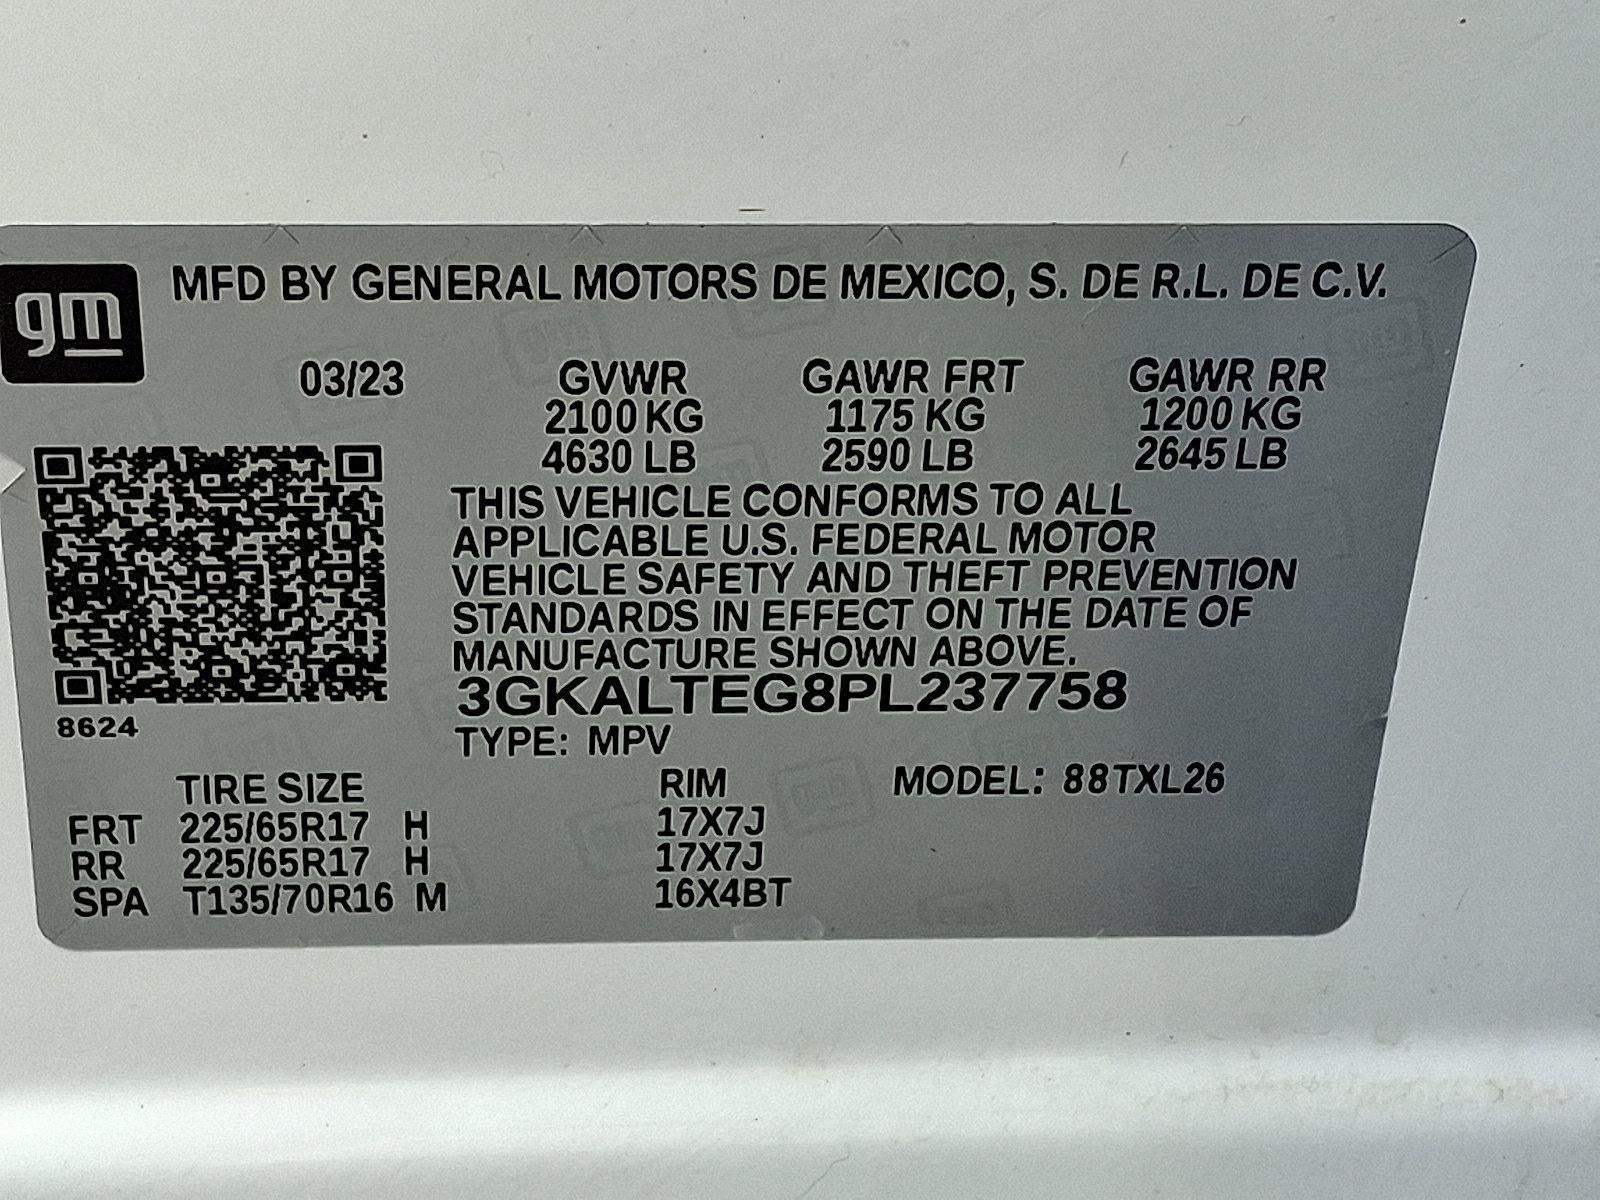 gm
MFD BY GENERAL MOTORS DE MEXICO, S. DE R.L. DE C.V.
03/23 GVWR GAWR FRT GAWR RR
2100 KG 1175 KG 1200 KG
4630 LB 2590 LB 2645 LB
THIS VEHICLE CONFORMS TO ALL
APPLICABLE U.S. FEDERAL MOTOR
VEHICLE SAFETY AND THEFT PREVENTION
STANDARDS IN EFFECT ON THE DATE OF
MANUFACTURE SHOWN ABOVE.
3GKALTEG8PL237758
8624
TYPE: MPV
TIRE SIZE RIM MODEL: 88TXL26
FRT 225/65R17 H 17X7J
RR 225/65R17 H 17X7J
SPA T135/70R16 M 16X4BT